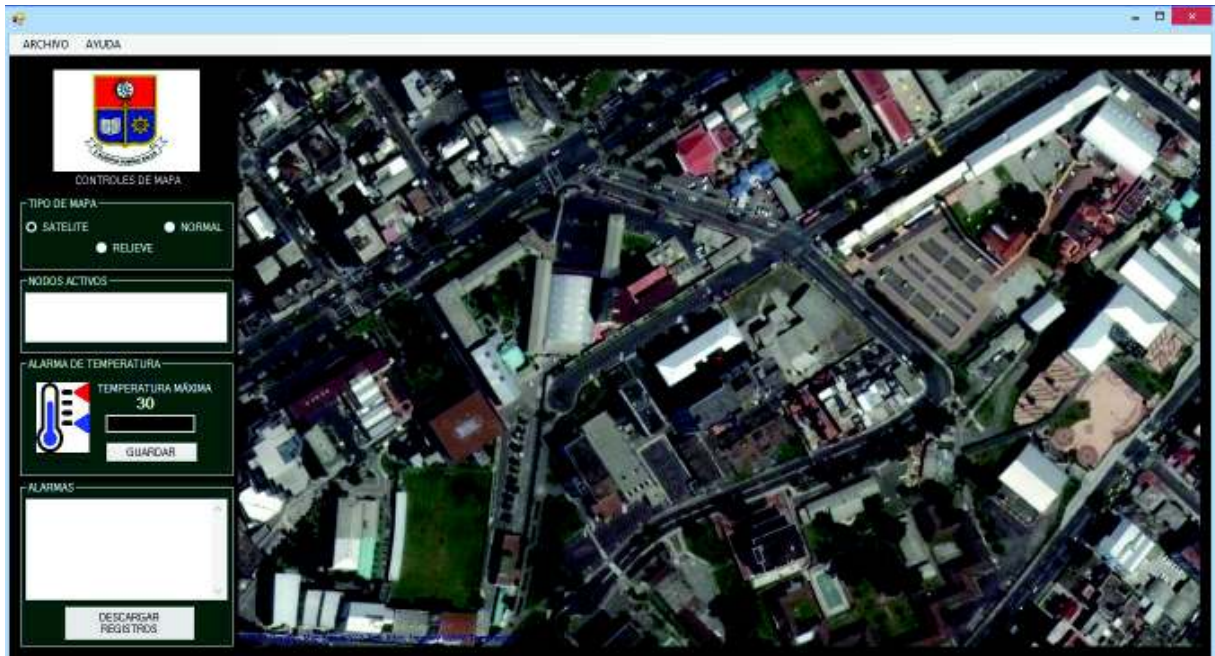 ARCHIVO AYUDA
CONTROLES DE MAPA
TIPO DE MAPA
SATELITE NORMAL
RELIEVE
NODOS ACTIVOS
ALARMA DE TEMPERATURA
TEMPERATURA MÁXIMA
30
GUARDAR
ALARMAS
DESCARGAR
REGISTROS